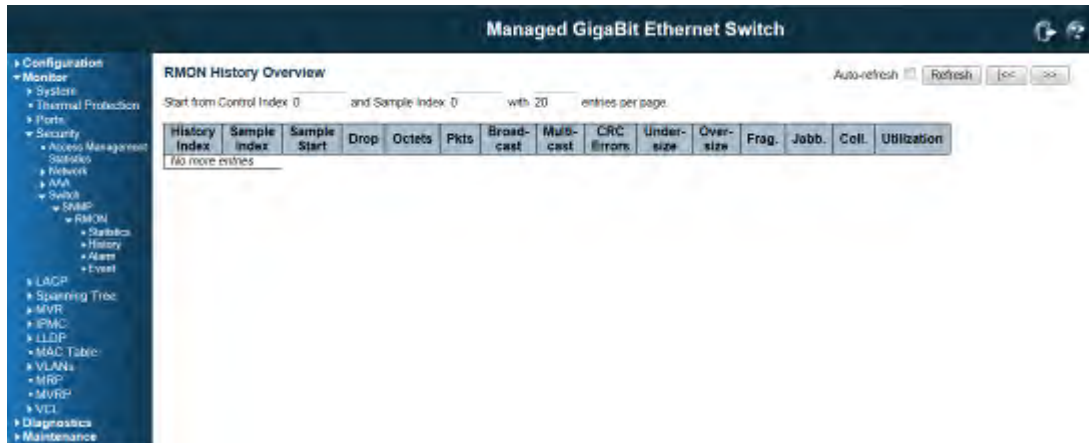 Managed GigaBit Ethernet Switch
Configuration
Monitor
System
Thermal Protection
Ports
Security
Access Management
Statistics
Network
AAA
Switch
SNMP
RMON
Statistics
History
Alarm
Event
LACP
Spanning Tree
MVR
IPMC
LLDP
MAC Table
VLANs
MRP
MVRP
VCL
Diagnostics
Maintenance
RMON History Overview
Auto-refresh Refresh |<< >>
Start from Control Index 0 and Sample Index 0 with 20 entries per page.
History Index Sample Index Sample Start Drop Octets Pkts Broad-cast Multi-cast CRC Errors Under-size Over-size Frag. Jabb. Coll. Utilization
No more entries